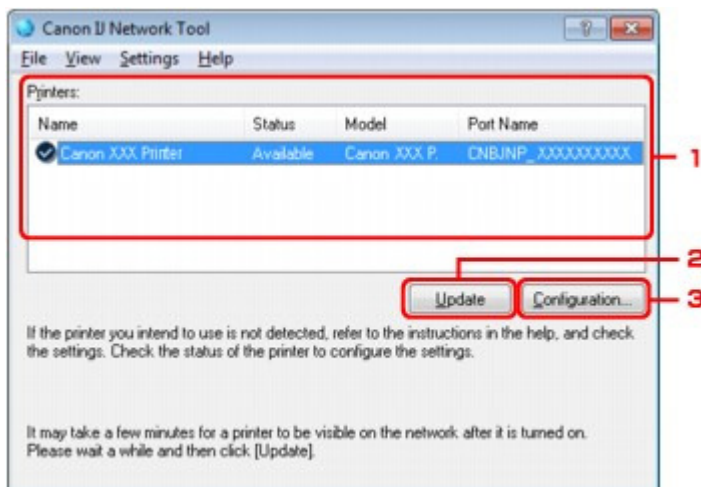 Canon IJ Network Tool
File View Settings Help
Printers:
Name Status Model Port Name
Canon XXX Printer Available Canon XXX P. CNBJNP_XXXXXXXXXX
1
2
Update Configuration... 3
If the printer you intend to use is not detected, refer to the instructions in the help, and check
the settings. Check the status of the printer to configure the settings.
It may take a few minutes for a printer to be visible on the network after it is turned on.
Please wait a while and then click [Update].